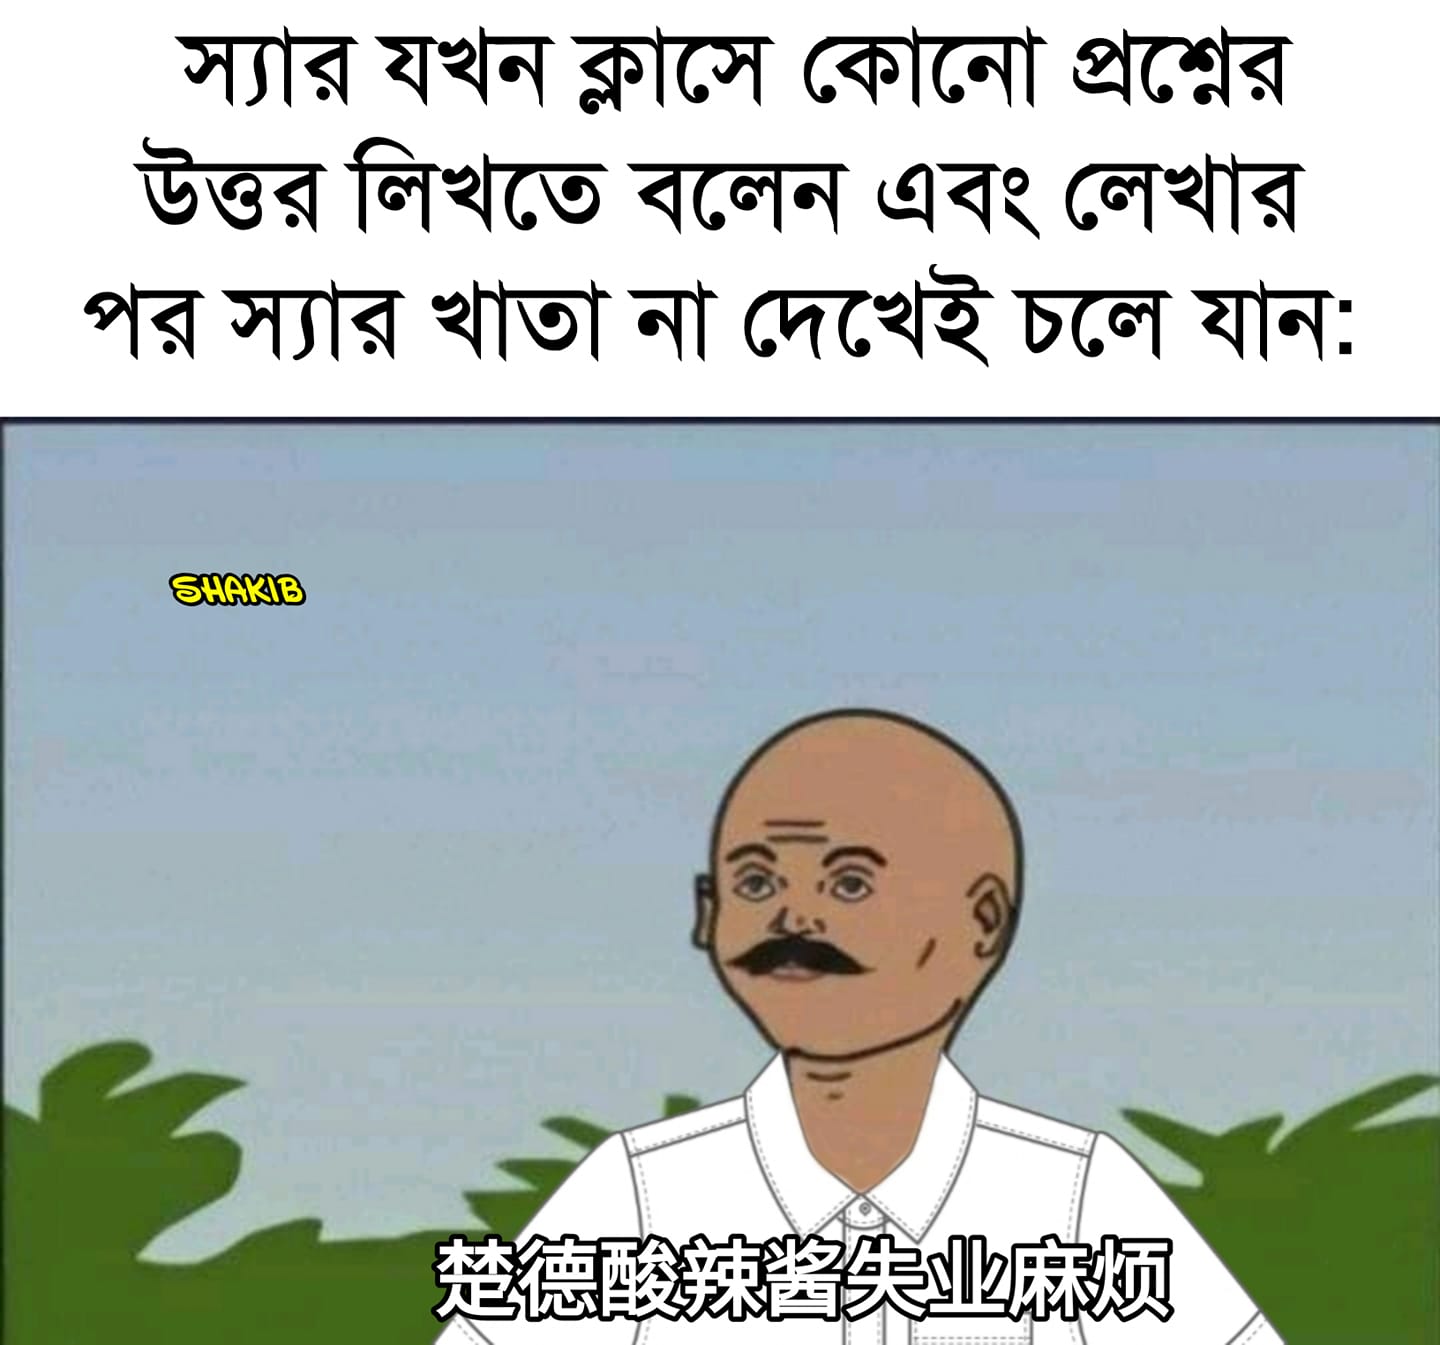 স্যার যখন ক্লাসে কোনো প্রশ্নের
উত্তর লিখতে বলেন এবং লেখার
পর স্যার খাতা না দেখেই চলে যান:
SHAKIB
楚德酸辣酱失业麻烦